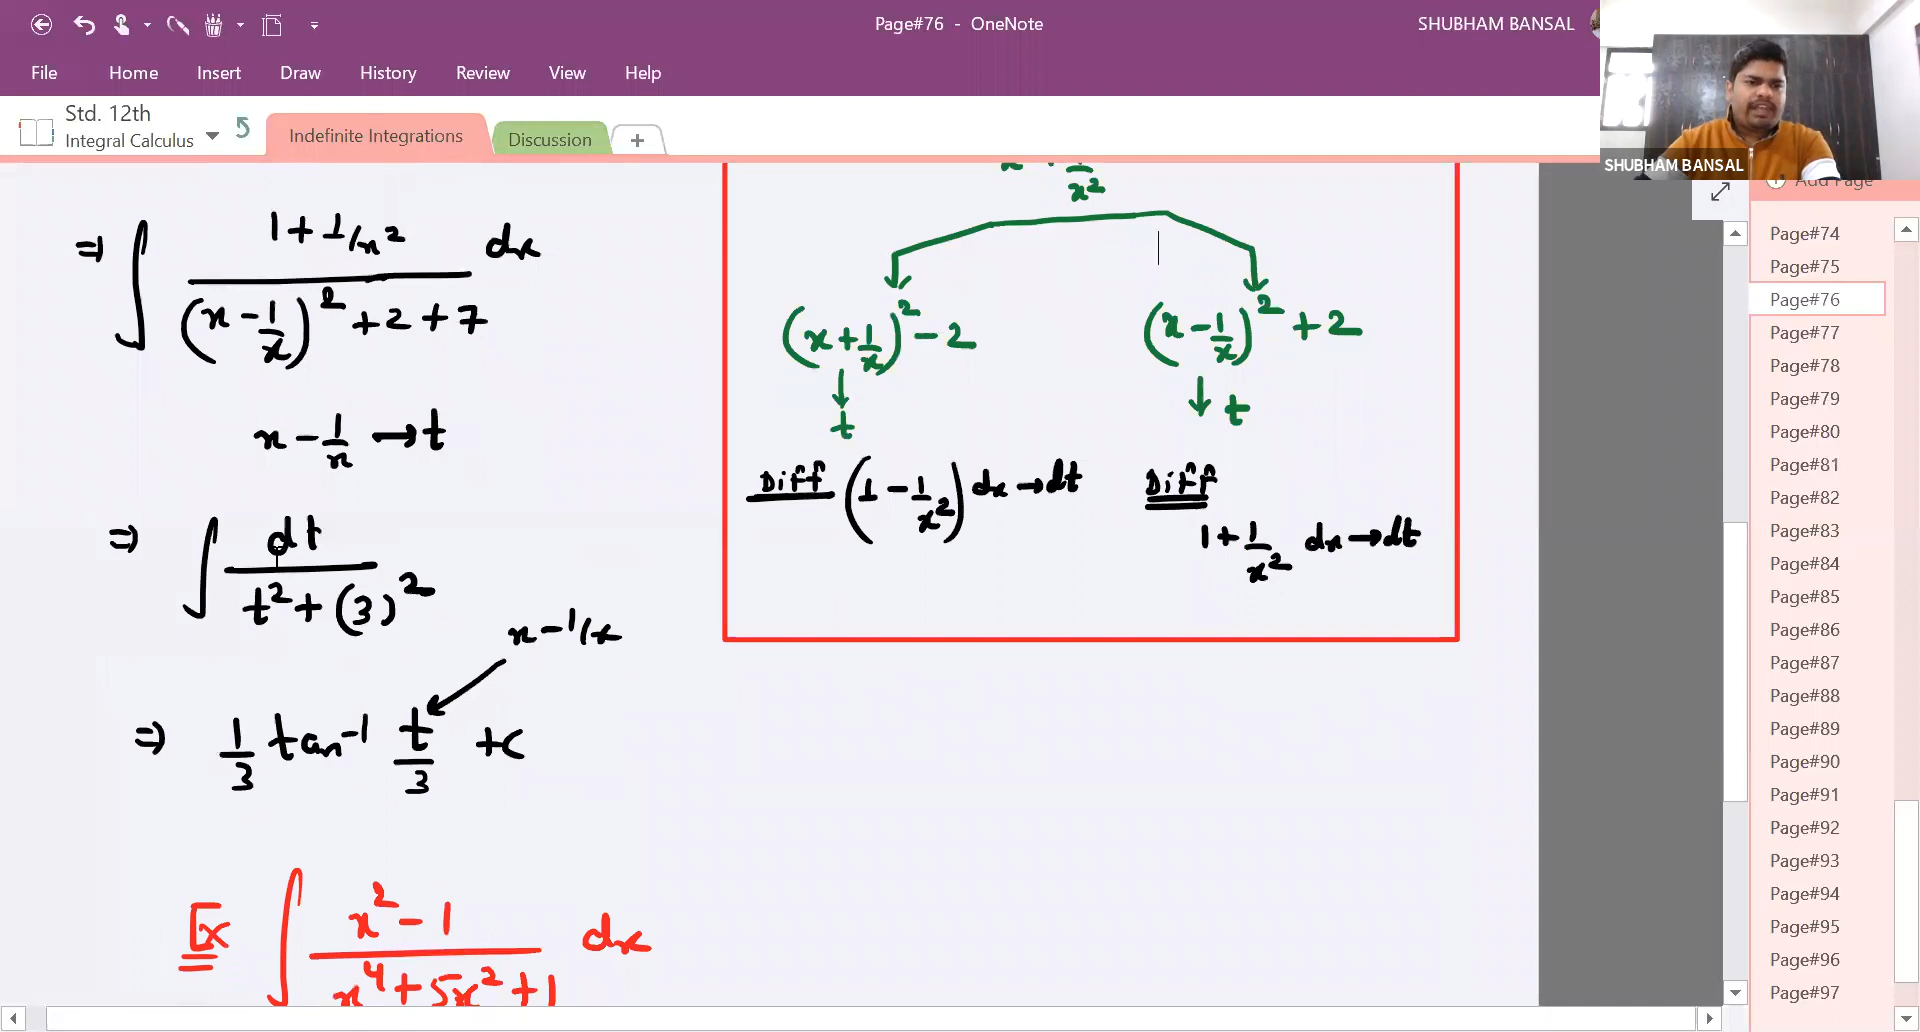 Page#76 - OneNote
SHUBHAM BANSAL
File Home Insert Draw History Review View Help
Std. 12th
Integral Calculus
Indefinite Integrations
Discussion
SHUBHAM BANSAL
Add Page
⇒ ∫ (1 + 1/x²) / ((x - 1/x)² + 2 + 7) dx
x - 1/x → t
⇒ ∫ dt / (t² + (3)²)
x - 1/x
⇒ 1/3 tan⁻¹ t/3 + c
Ex ∫ (x² - 1) / (x⁴ + 5x² + 1) dx
1/x²
(x + 1/x)² - 2
↓
t
(x - 1/x)² + 2
↓ t
Diff (1 - 1/x²) dx → dt
Diff
1 + 1/x² dx → dt
Page#74
Page#75
Page#76
Page#77
Page#78
Page#79
Page#80
Page#81
Page#82
Page#83
Page#84
Page#85
Page#86
Page#87
Page#88
Page#89
Page#90
Page#91
Page#92
Page#93
Page#94
Page#95
Page#96
Page#97